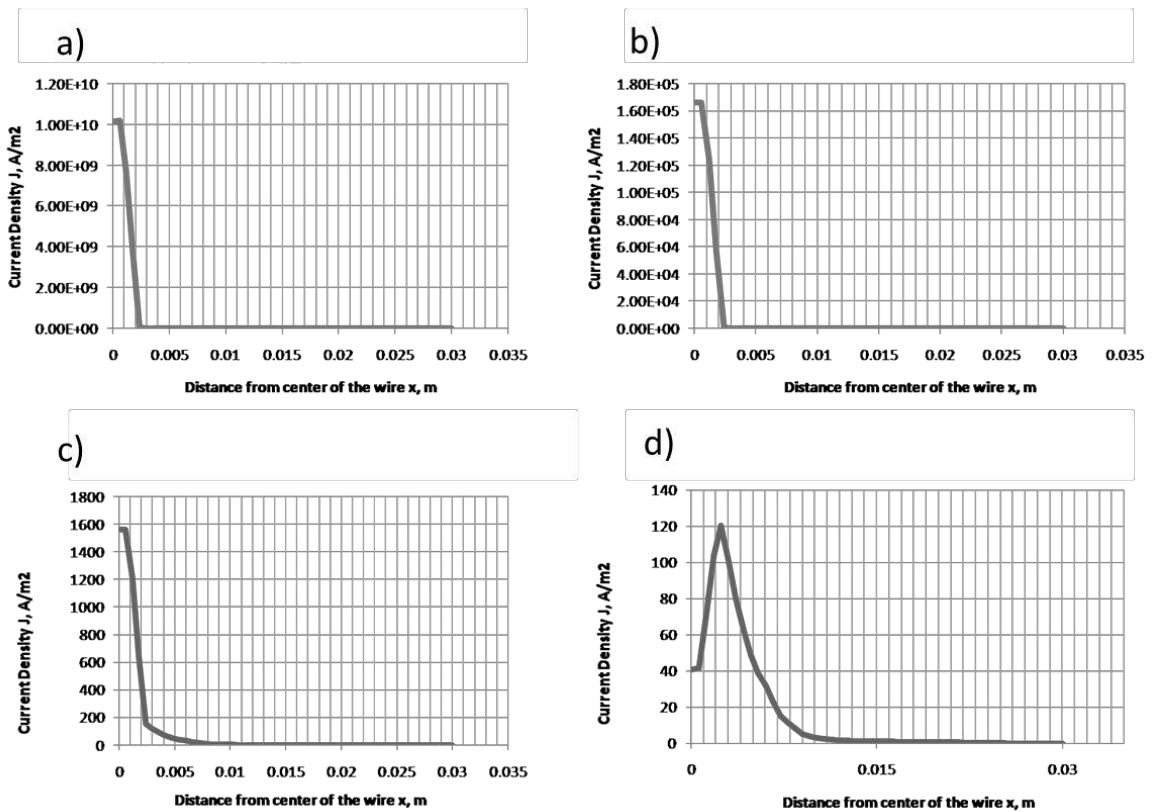 a)
1.20E+10
1.00E+10
8.00E+09
6.00E+09
4.00E+09
2.00E+09
0.00E+00
Current Density J, A/m2
0 0.005 0.01 0.015 0.02 0.025 0.03 0.035
Distance from center of the wire x, m
b)
1.80E+05
1.60E+05
1.40E+05
1.20E+05
1.00E+05
8.00E+04
6.00E+04
4.00E+04
2.00E+04
0.00E+00
Current Density J, A/m2
0 0.005 0.01 0.015 0.02 0.025 0.03 0.035
Distance from center of the wire x, m
c)
1800
1600
1400
1200
1000
800
600
400
200
0
Current Density J, A/m2
0 0.005 0.01 0.015 0.02 0.025 0.03 0.035
Distance from center of the wire x, m
d)
140
120
100
80
60
40
20
0
Current Density J, A/m2
0 0.015 0.03
Distance from center of the wire x, m